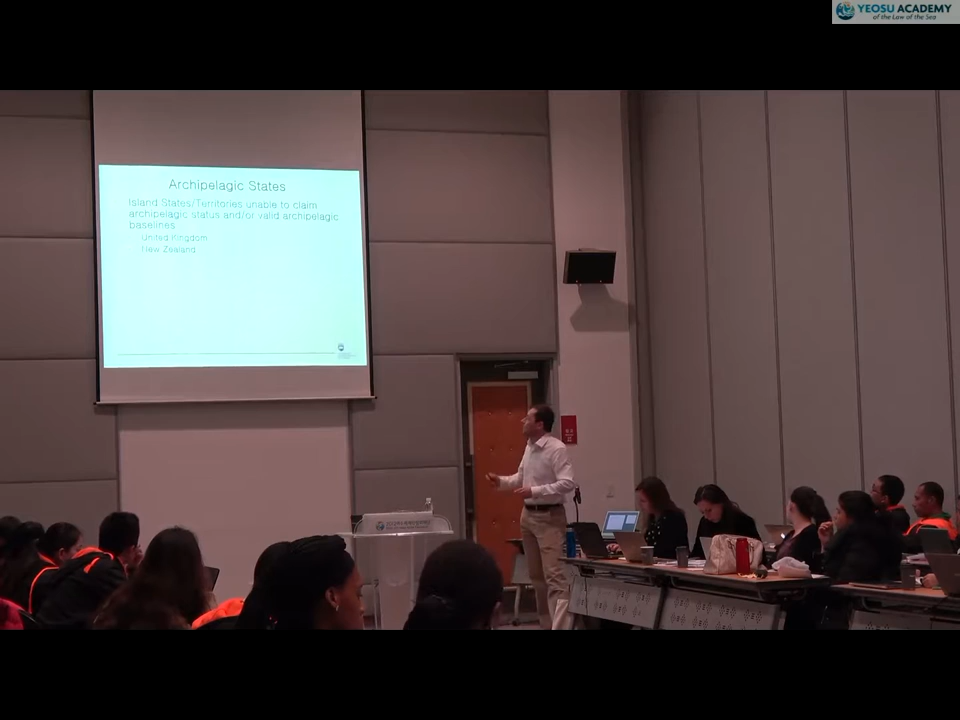 YEOSU ACADEMY
of the Law of the Sea
Archipelagic States
Island States/Territories unable to claim
archipelagic status and/or valid archipelagic
baselines
United Kingdom
New Zealand